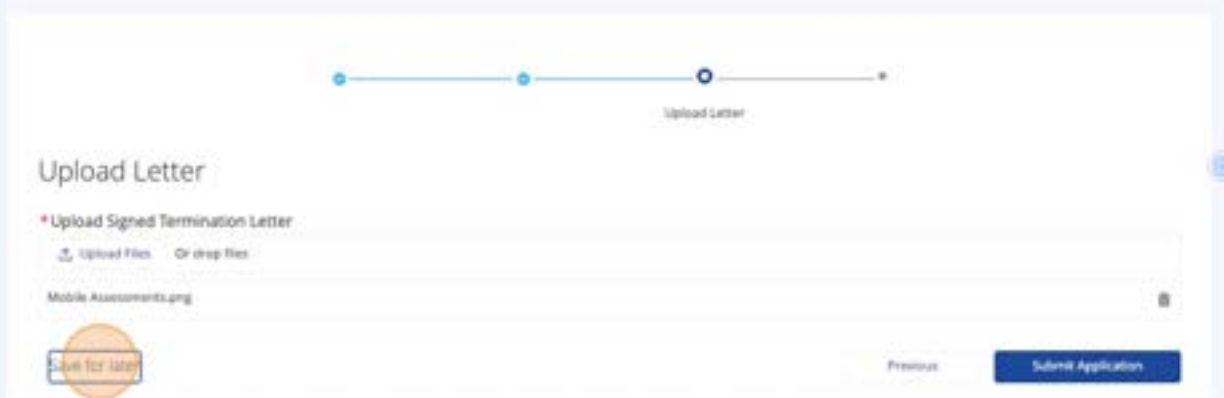 Upload Letter
Upload Letter
*Upload Signed Termination Letter
Upload Files Or drop files
Mobile Assessments.png
Save for later
Previous
Submit Application